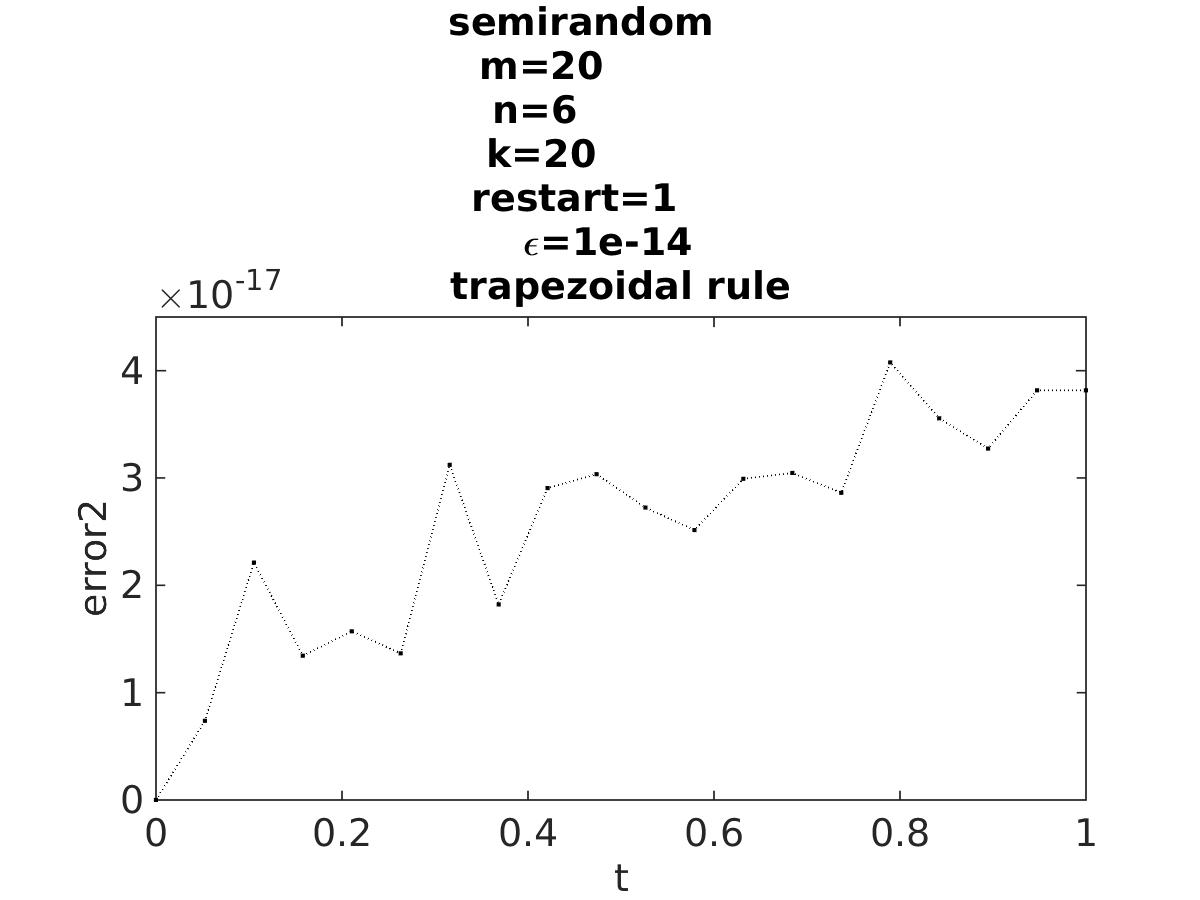 semirandom
m=20
n=6
k=20
restart=1
ϵ=1e-14
trapezoidal rule
×10-17
4
3
2
1
0
error2
0 0.2 0.4 0.6 0.8 1
t